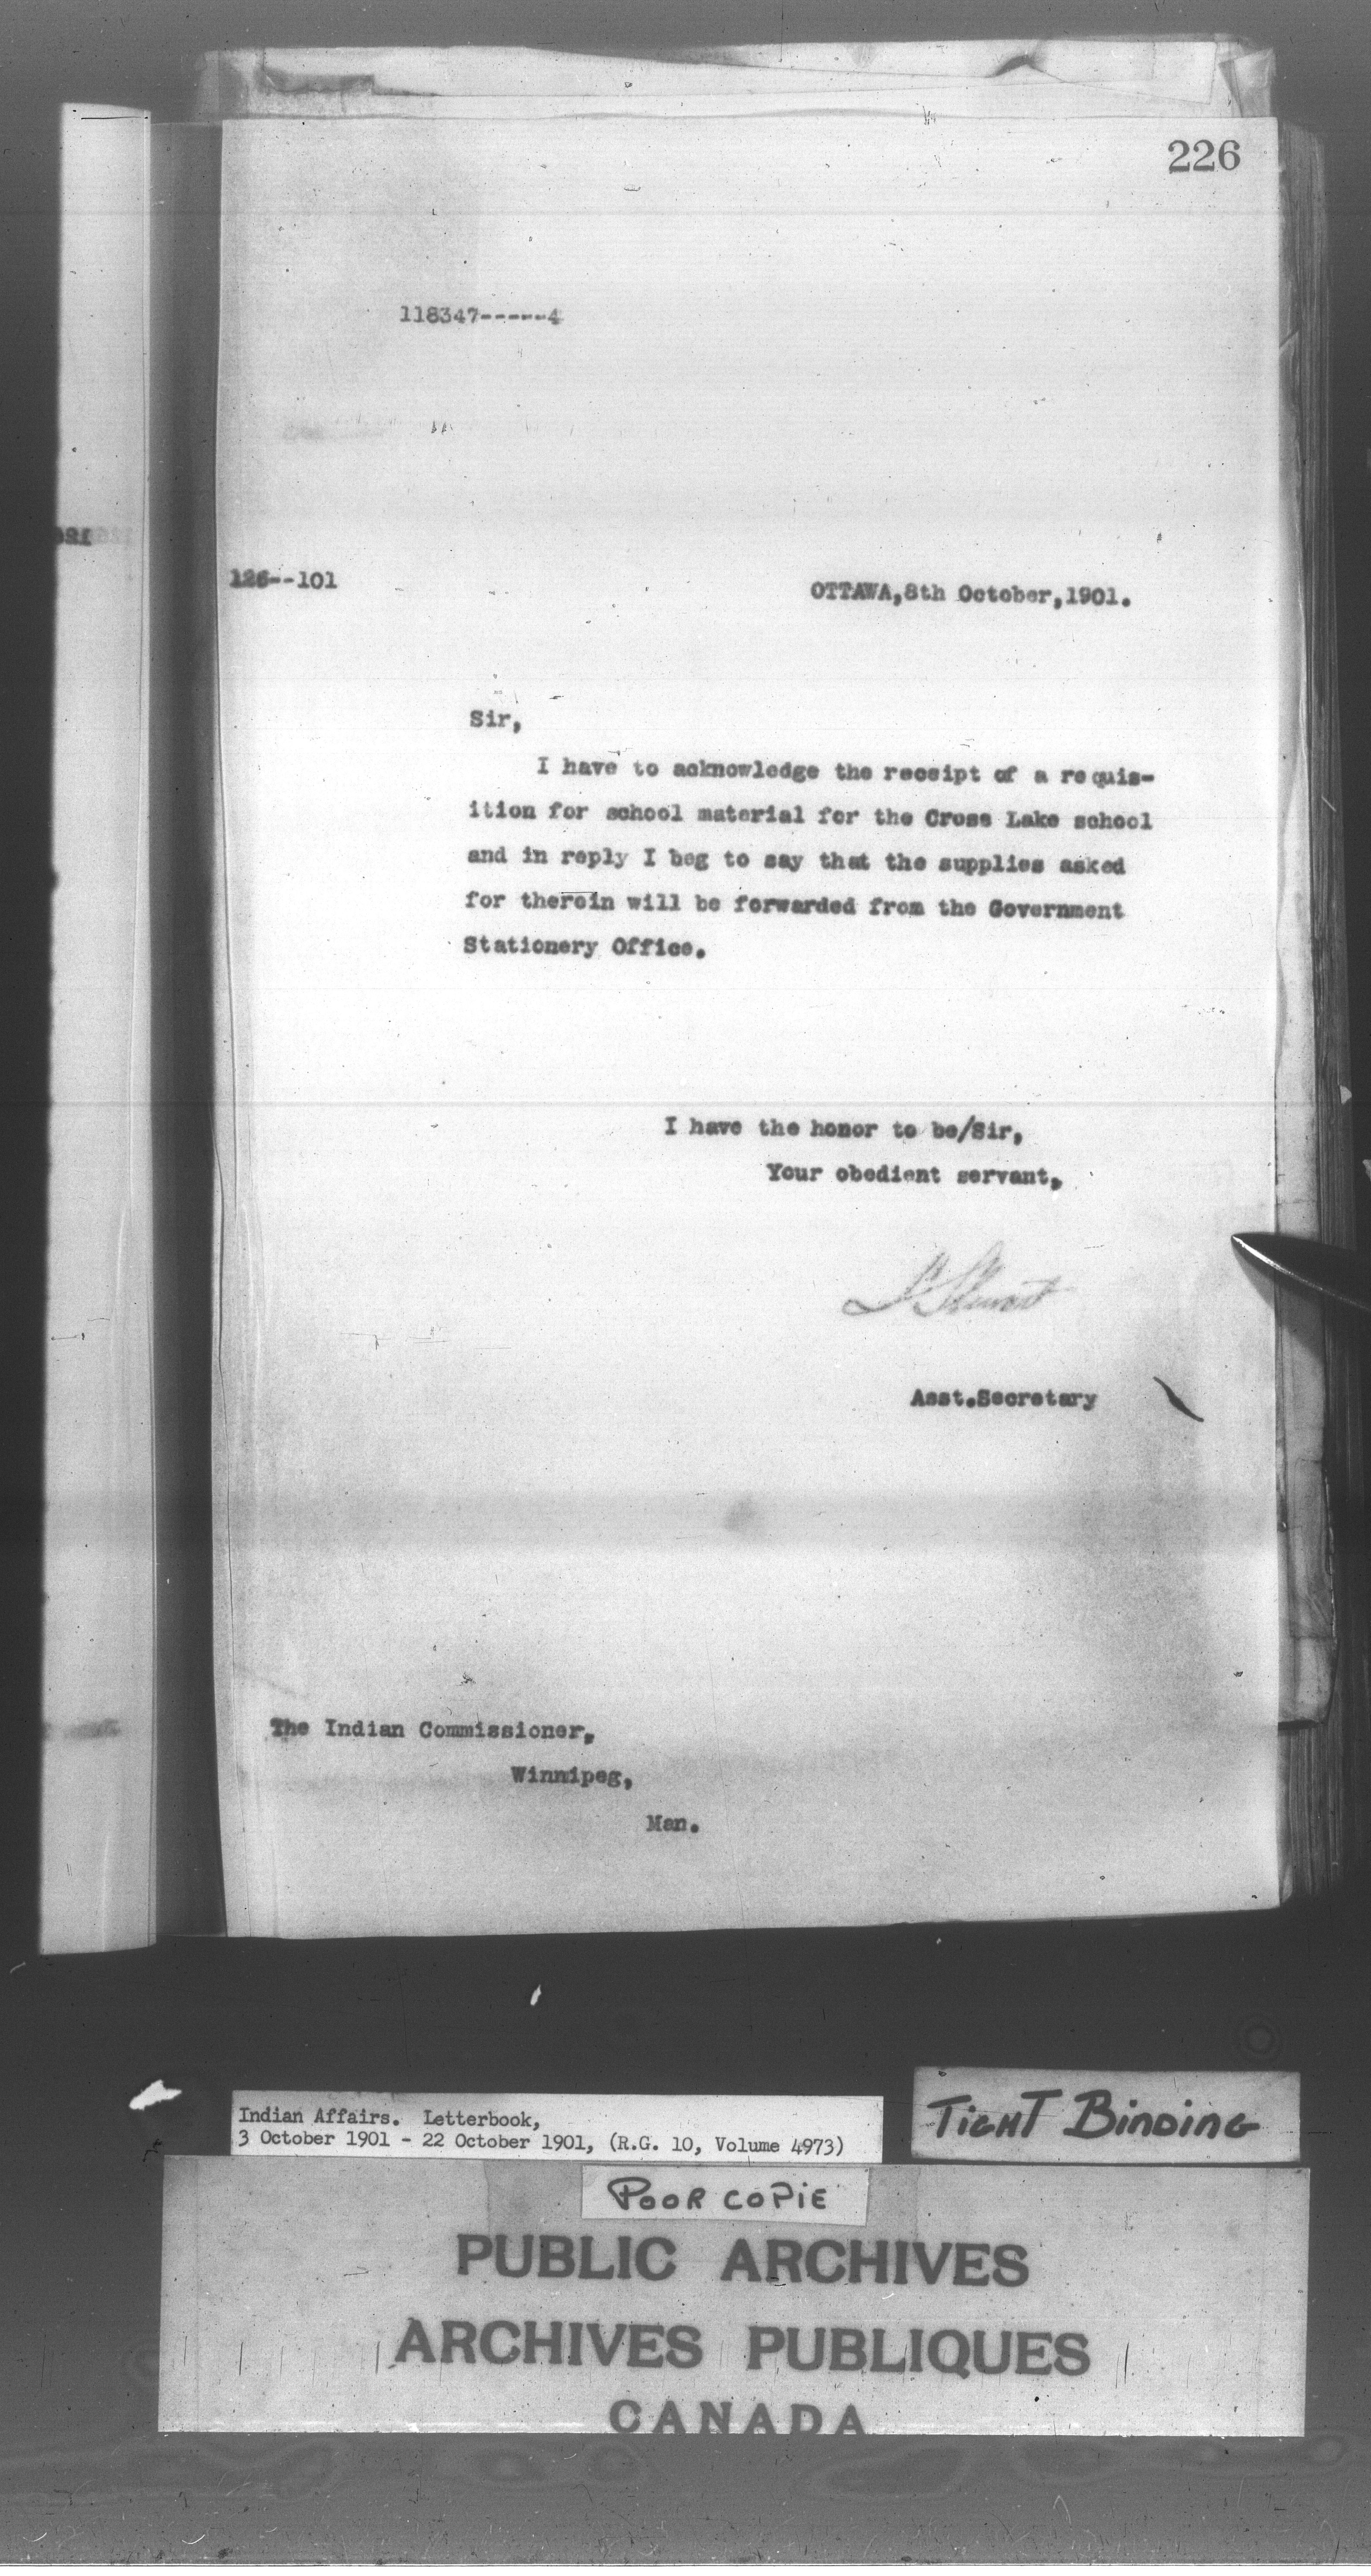 226
118347------4
126--101
OTTAWA,8th October,1901.
Sir,
I have to acknowledge the receipt of a requis-
ition for school material for the Cross Lake school
and in reply I beg to say that the supplies asked
for therein will be forwarded from the Government
Stationery Office.
I have the honor to be/Sir,
Your obedient servant,
Stewart
Asst.Secretary
The Indian Commissioner,
Winnipeg,
Man.
Indian Affairs. Letterbook,
3 October 1901 - 22 October 1901, (R.G. 10, Volume 4973)
TIGHT BINDING
POOR COPIE
PUBLIC ARCHIVES
ARCHIVES PUBLIQUES
CANADA